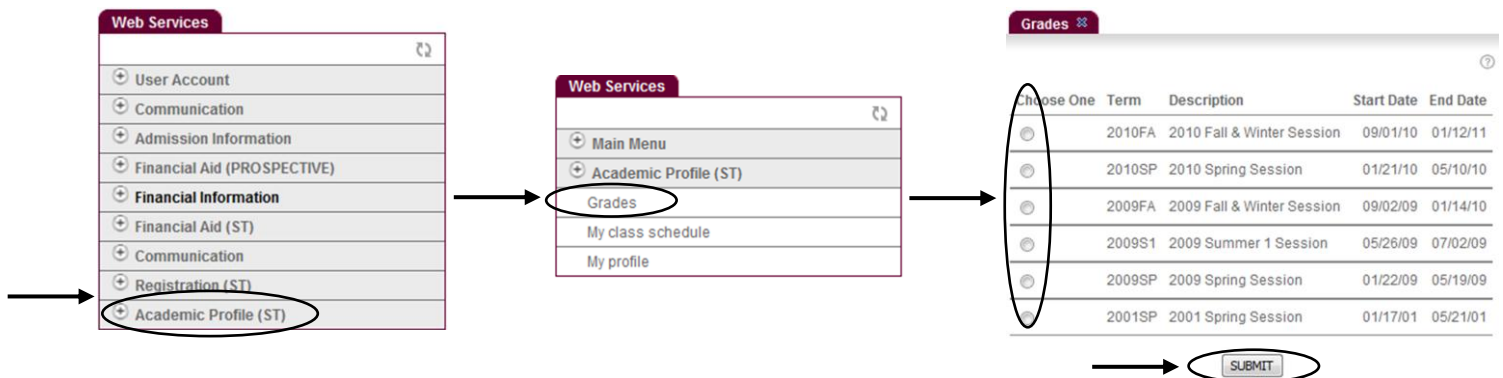 Web Services
User Account
Communication
Admission Information
Financial Aid (PROSPECTIVE)
Financial Information
Financial Aid (ST)
Communication
Registration (ST)
Academic Profile (ST)
Web Services
Main Menu
Academic Profile (ST)
Grades
My class schedule
My profile
Grades
Choose One Term Description Start Date End Date
2010FA 2010 Fall & Winter Session 09/01/10 01/12/11
2010SP 2010 Spring Session 01/21/10 05/10/10
2009FA 2009 Fall & Winter Session 09/02/09 01/14/10
2009S1 2009 Summer 1 Session 05/26/09 07/02/09
2009SP 2009 Spring Session 01/22/09 05/19/09
2001SP 2001 Spring Session 01/17/01 05/21/01
SUBMIT